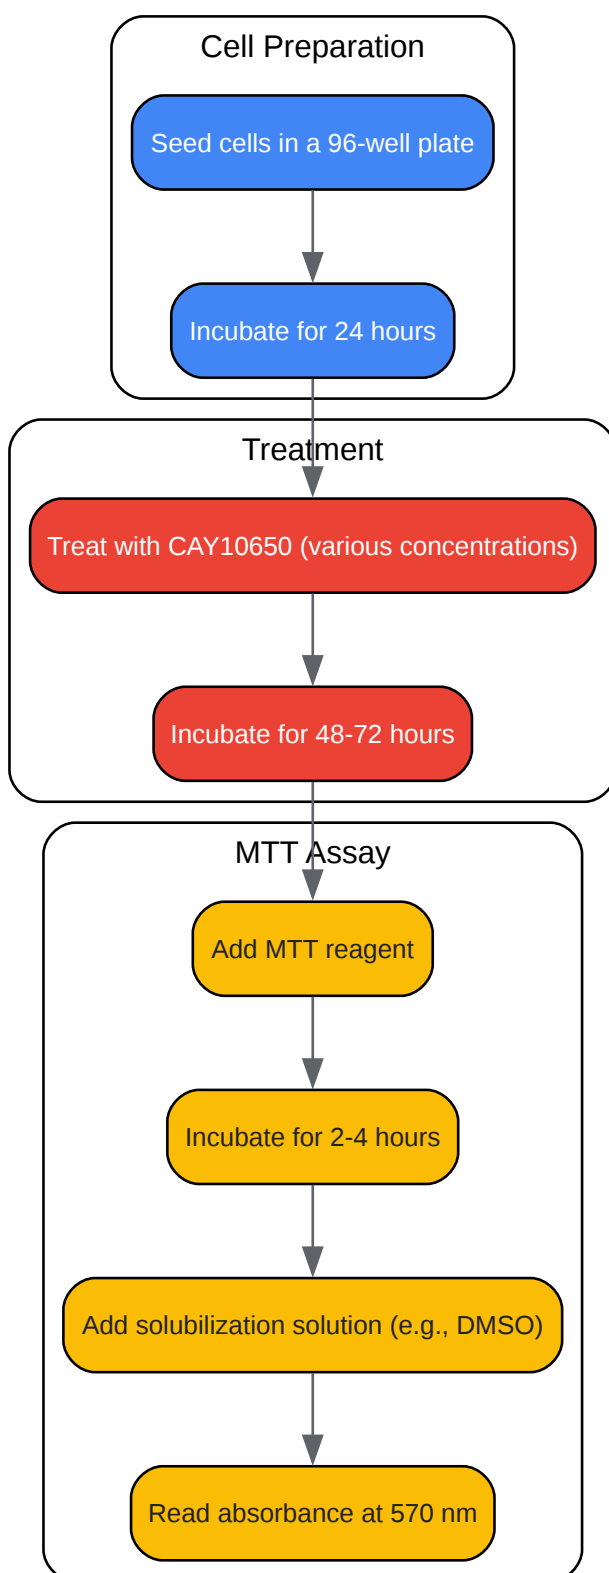 Cell Preparation
Seed cells in a 96-well plate
Incubate for 24 hours
Treatment
Treat with CAY10650 (various concentrations)
Incubate for 48-72 hours
MTT Assay
Add MTT reagent
Incubate for 2-4 hours
Add solubilization solution (e.g., DMSO)
Read absorbance at 570 nm